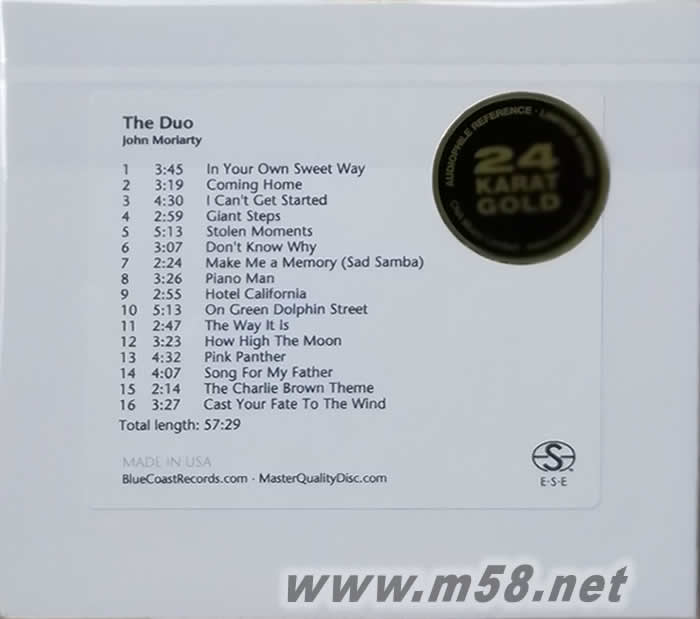 The Duo
John Moriarty
1 3:45 In Your Own Sweet Way
2 3:19 Coming Home
3 4:30 I Can't Get Started
4 2:59 Giant Steps
5 5:13 Stolen Moments
6 3:07 Don't Know Why
7 2:24 Make Me a Memory (Sad Samba)
8 3:26 Piano Man
9 2:55 Hotel California
10 5:13 On Green Dolphin Street
11 2:47 The Way It Is
12 3:23 How High The Moon
13 4:32 Pink Panther
14 4:07 Song For My Father
15 2:14 The Charlie Brown Theme
16 3:27 Cast Your Fate To The Wind
Total length: 57:29
MADE IN USA
BlueCoastRecords.com · MasterQualityDisc.com
AUDIOPHILE REFERENCE · LIMITED
24
KARAT
GOLD
E·S·E
www.m58.net